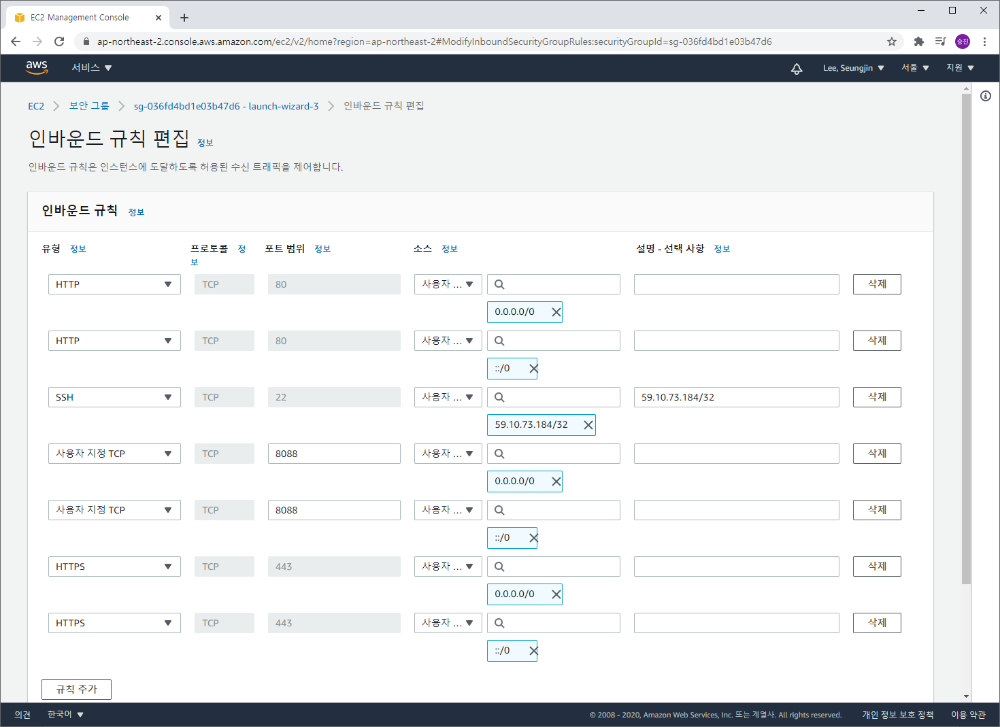 EC2 Management Console
ap-northeast-2.console.aws.amazon.com/ec2/v2/home?region=ap-northeast-2#ModifyInboundSecurityGroupRules:securityGroupId=sg-036fd4bd1e03b47d6
승진
aws 서비스 Lee, Seungjin 서울 지원
EC2 보안 그룹 sg-036fd4bd1e03b47d6 - launch-wizard-3 인바운드 규칙 편집
인바운드 규칙 편집 정보
인바운드 규칙은 인스턴스에 도달하도록 허용된 수신 트래픽을 제어합니다.
인바운드 규칙 정보
유형 정보 프로토콜 정보 포트 범위 정보 소스 정보 설명 - 선택 사항 정보
HTTP TCP 80 사용자 ... 삭제
0.0.0.0/0
HTTP TCP 80 사용자 ... 삭제
::/0
SSH TCP 22 사용자 ... 59.10.73.184/32 삭제
59.10.73.184/32
사용자 지정 TCP TCP 8088 사용자 ... 삭제
0.0.0.0/0
사용자 지정 TCP TCP 8088 사용자 ... 삭제
::/0
HTTPS TCP 443 사용자 ... 삭제
0.0.0.0/0
HTTPS TCP 443 사용자 ... 삭제
::/0
규칙 추가
의견 한국어 © 2008 - 2020, Amazon Web Services, Inc. 또는 계열사. All rights reserved. 개인 정보 보호 정책 이용 약관